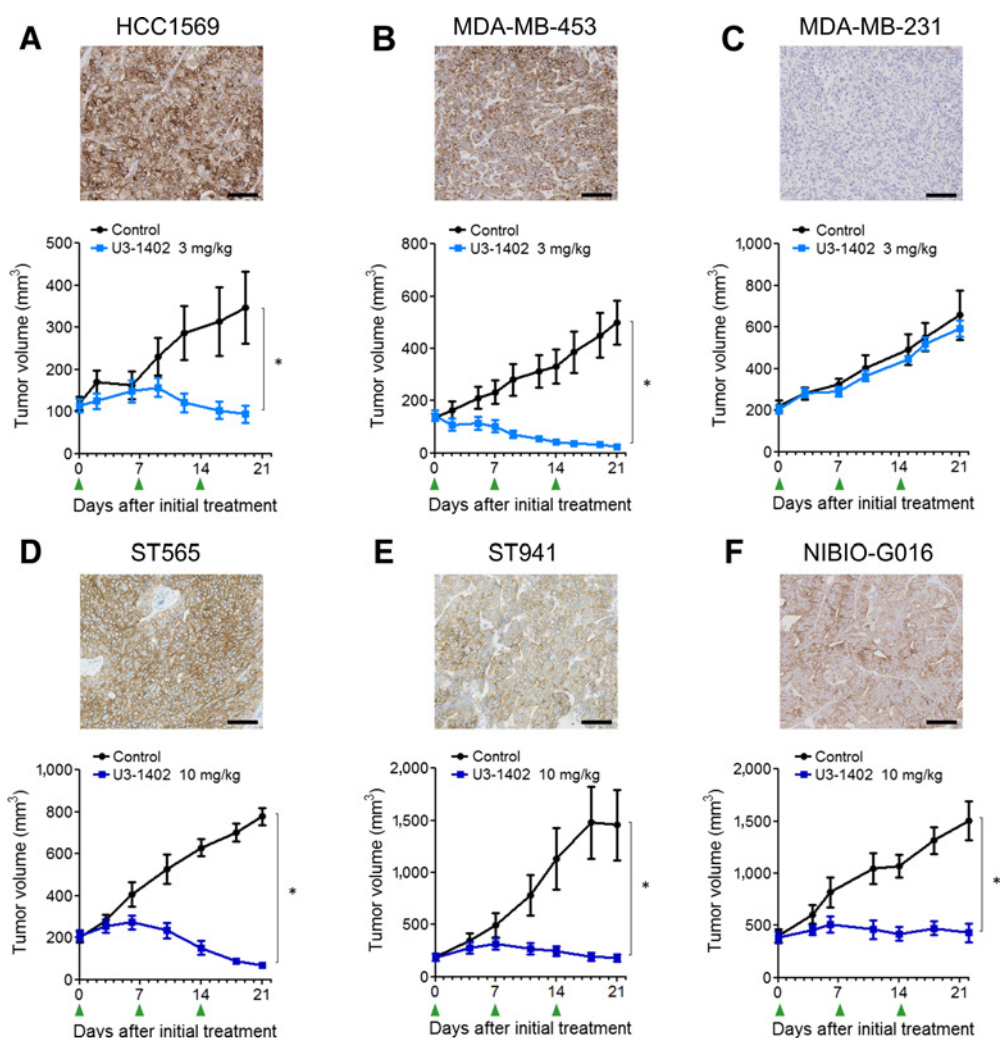 A HCC1569
Control
U3-1402 3 mg/kg
Tumor volume (mm³)
500
400
300
200
100
0
*
0 7 14 21
Days after initial treatment
B MDA-MB-453
Control
U3-1402 3 mg/kg
Tumor volume (mm³)
800
600
400
200
0
*
0 7 14 21
Days after initial treatment
C MDA-MB-231
Control
U3-1402 3 mg/kg
Tumor volume (mm³)
1,000
800
600
400
200
0
0 7 14 21
Days after initial treatment
D ST565
Control
U3-1402 10 mg/kg
Tumor volume (mm³)
1,000
800
600
400
200
0
*
0 7 14 21
Days after initial treatment
E ST941
Control
U3-1402 10 mg/kg
Tumor volume (mm³)
2,000
1,500
1,000
500
0
*
0 7 14 21
Days after initial treatment
F NIBIO-G016
Control
U3-1402 10 mg/kg
Tumor volume (mm³)
2,000
1,500
1,000
500
0
*
0 7 14 21
Days after initial treatment